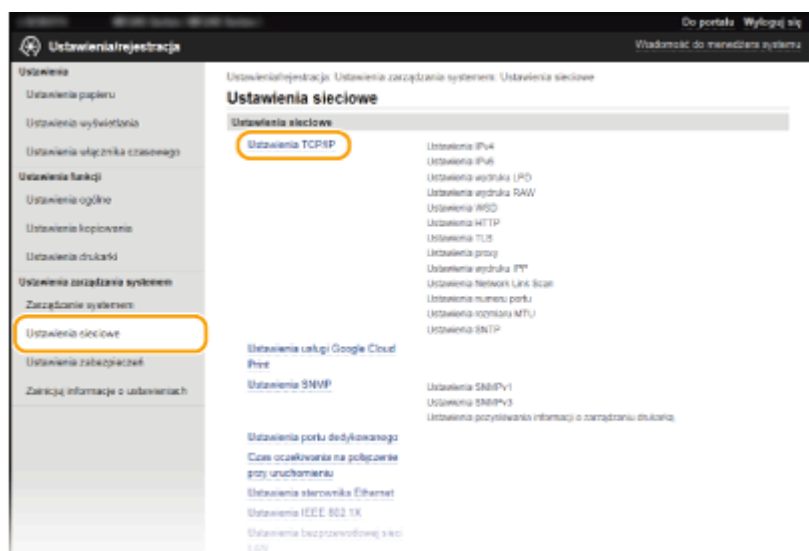 Do portalu Wyloguj się
Ustawienia/rejestracja
Wiadomość do menedżera systemu
Ustawienia
Ustawienia papieru
Ustawienia wyświetlania
Ustawienia włącznika czasowego
Ustawienia funkcji
Ustawienia ogólne
Ustawienia kopiowania
Ustawienia drukarki
Ustawienia zarządzania systemem
Zarządzanie systemem
Ustawienia sieciowe
Ustawienia zabezpieczeń
Zainicjuj informacje o ustawieniach
Ustawienia/rejestracja: Ustawienia zarządzania systemem: Ustawienia sieciowe
Ustawienia sieciowe
Ustawienia sieciowe
Ustawienia TCP/IP
Ustawienia IPv4
Ustawienia IPv6
Ustawienia wydruku LPD
Ustawienia wydruku RAW
Ustawienia WSD
Ustawienia HTTP
Ustawienia TLS
Ustawienia proxy
Ustawienia wydruku IPP
Ustawienia Network Link Scan
Ustawienia numeru portu
Ustawienia rozmiaru MTU
Ustawienia SNTP
Ustawienia usługi Google Cloud
Print
Ustawienia SNMP
Ustawienia SNMPv1
Ustawienia SNMPv3
Ustawienia pozyskiwania informacji o zarządzaniu drukarką
Ustawienia portu dedykowanego
Czas oczekiwania na połączenie
przy uruchomieniu
Ustawienia sterownika Ethernet
Ustawienia IEEE 802.1X
Ustawienia bezprzewodowej sieci
LAN